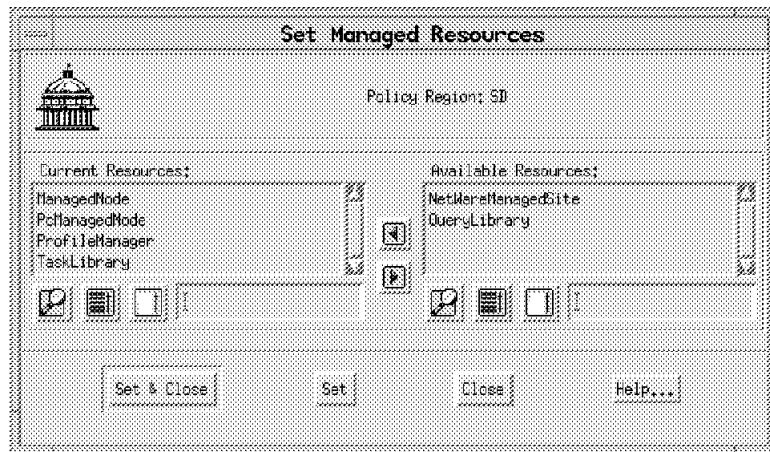 Set Managed Resources
Policy Region: SD
Current Resources:
ManagedNode
PcManagedNode
ProfileManager
TaskLibrary
Available Resources:
NetWareManagedSite
QueryLibrary
Set & Close
Set
Close
Help...